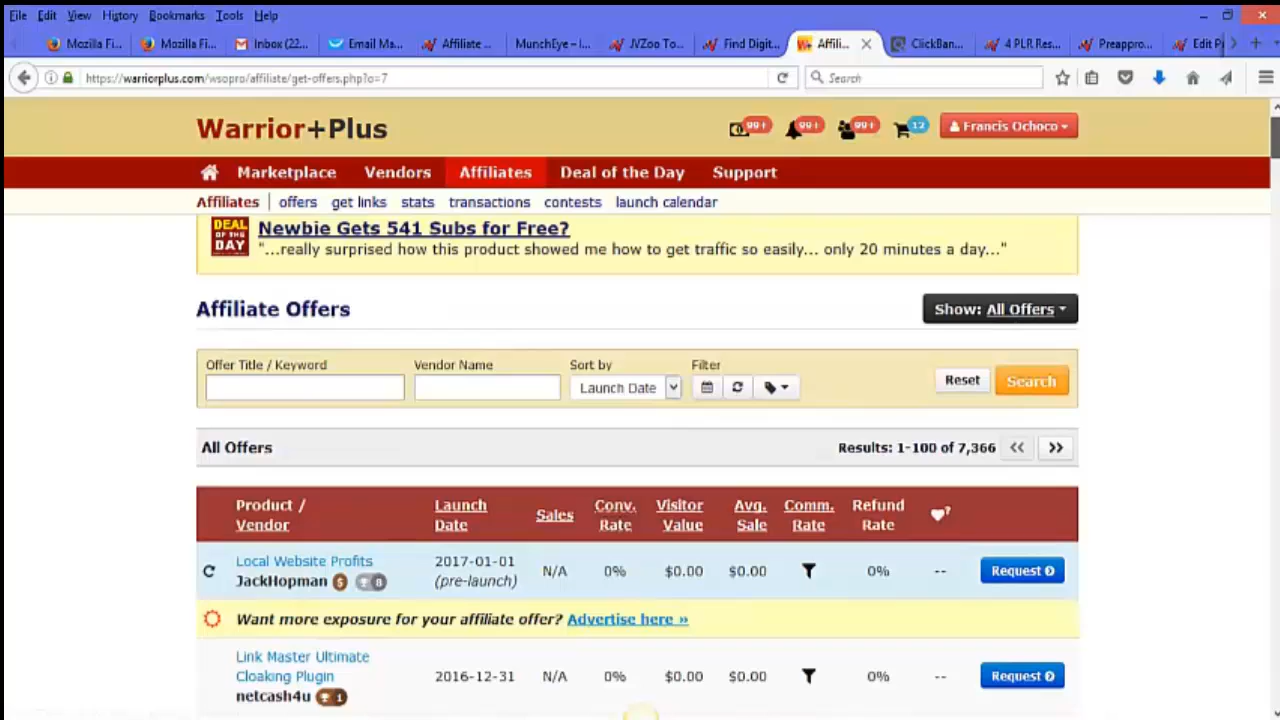 File Edit View History Bookmarks Tools Help
Mozilla Fi... Mozilla Fi... Inbox (22... Email Ma... Affiliate ... MunchEye – l... JVZoo To... Find Digit... Affili... ClickBan... 4 PLR Res... Preappro... Edit P
https://warriorplus.com/wsopro/affiliate/get-offers.php?o=7 Search
Warrior+Plus 99+ 99+ 99+ 12 Francis Ochoco
Marketplace Vendors Affiliates Deal of the Day Support
Affiliates offers get links stats transactions contests launch calendar
DEAL OF THE DAY
Newbie Gets 541 Subs for Free?
"...really surprised how this product showed me how to get traffic so easily... only 20 minutes a day..."
Affiliate Offers Show: All Offers
Offer Title / Keyword Vendor Name Sort by Filter
Launch Date Reset Search
All Offers Results: 1-100 of 7,366 << >>
Product / Vendor Launch Date Sales Conv. Rate Visitor Value Avg. Sale Comm. Rate Refund Rate ?
Local Website Profits 2017-01-01 N/A 0% $0.00 $0.00 0% -- Request
JackHopman $ 8 (pre-launch)
Want more exposure for your affiliate offer? Advertise here »
Link Master Ultimate
Cloaking Plugin 2016-12-31 N/A 0% $0.00 $0.00 0% -- Request
netcash4u 1